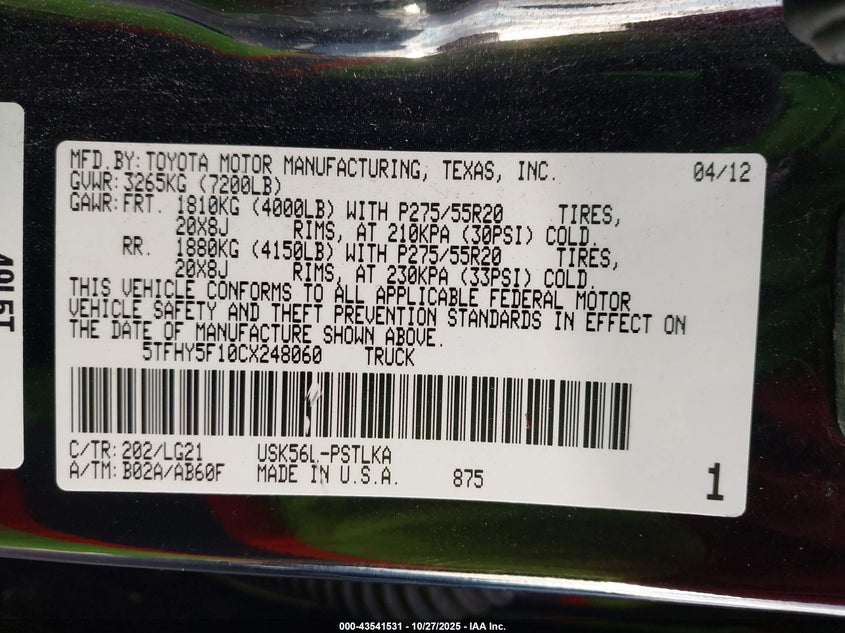 MFD.BY: TOYOTA MOTOR MANUFACTURING, TEXAS, INC. 04/12
GVWR: 3265KG (7200LB)
GAWR: FRT. 1810KG (4000LB) WITH P275/55R20 TIRES,
20X8J RIMS, AT 210KPA (30PSI) COLD.
RR. 1880KG (4150LB) WITH P275/55R20 TIRES,
20X8J RIMS, AT 230KPA (33PSI) COLD.
THIS VEHICLE CONFORMS TO ALL APPLICABLE FEDERAL MOTOR
VEHICLE SAFETY AND THEFT PREVENTION STANDARDS IN EFFECT ON
THE DATE OF MANUFACTURE SHOWN ABOVE.
5TFHY5F10CX248060 TRUCK
C/TR: 202/LG21 USK56L-PSTLKA
A/TM: B02A/AB60F MADE IN U.S.A. 875
1
000-43541531 - 10/27/2025 - IAA Inc.